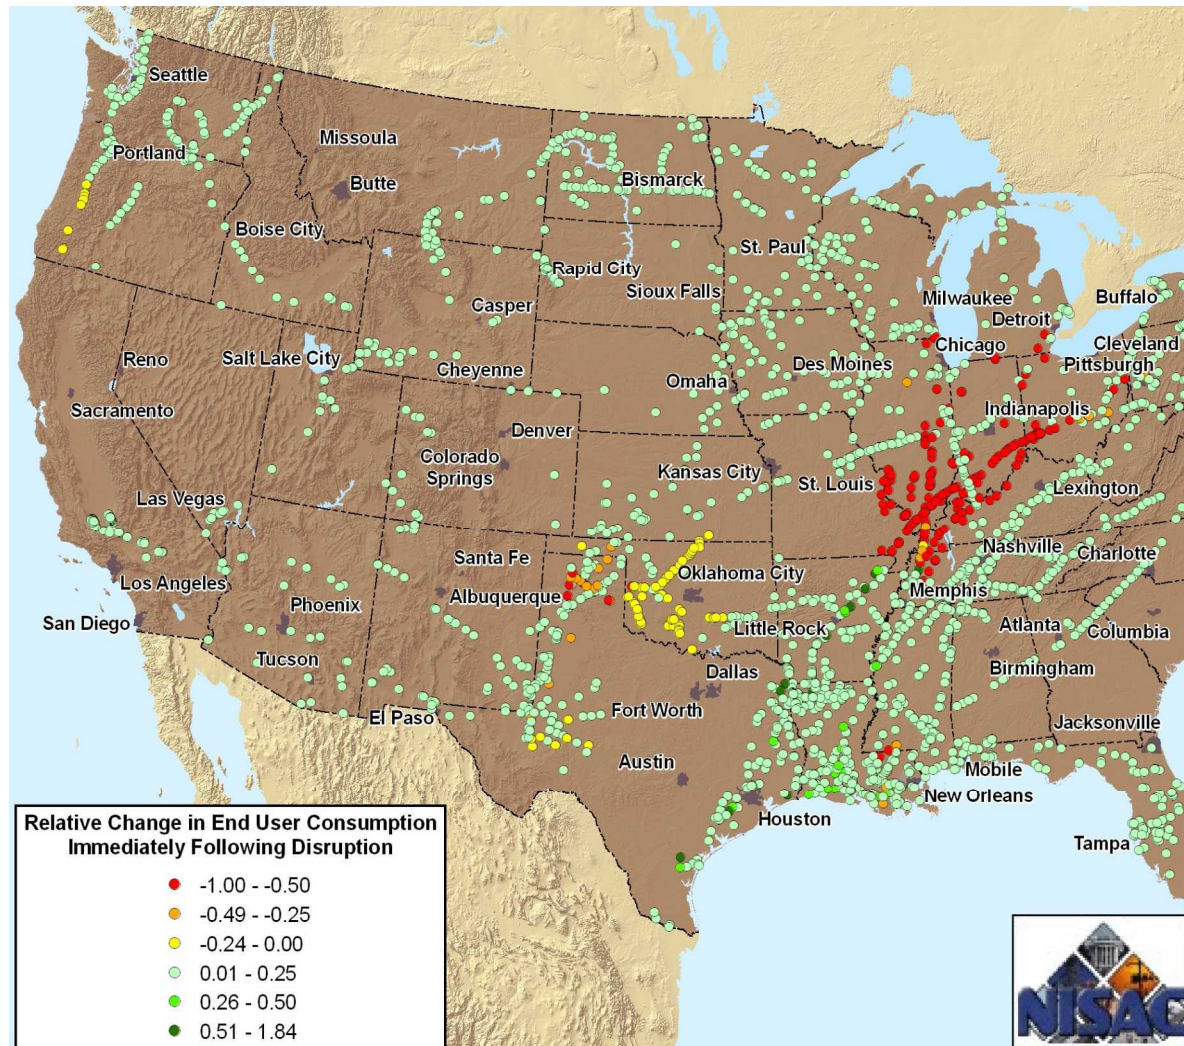 Seattle
Missoula
Portland
Butte
Bismarck
Boise City
St. Paul
Rapid City
Sioux Falls
Casper
Milwaukee
Buffalo
Detroit
Reno
Salt Lake City
Cheyenne
Des Moines
Chicago
Cleveland
Pittsburgh
Omaha
Sacramento
Indianapolis
Denver
Colorado
Springs
Kansas City
St. Louis
Lexington
Las Vegas
Santa Fe
Nashville
Charlotte
Los Angeles
Albuquerque
Oklahoma City
Memphis
Phoenix
San Diego
Little Rock
Atlanta
Columbia
Tucson
Dallas
Birmingham
El Paso
Fort Worth
Jacksonville
Austin
Mobile
New Orleans
Houston
Tampa
Relative Change in End User Consumption
Immediately Following Disruption
-1.00 - -0.50
-0.49 - -0.25
-0.24 - 0.00
0.01 - 0.25
0.26 - 0.50
0.51 - 1.84
NISAC